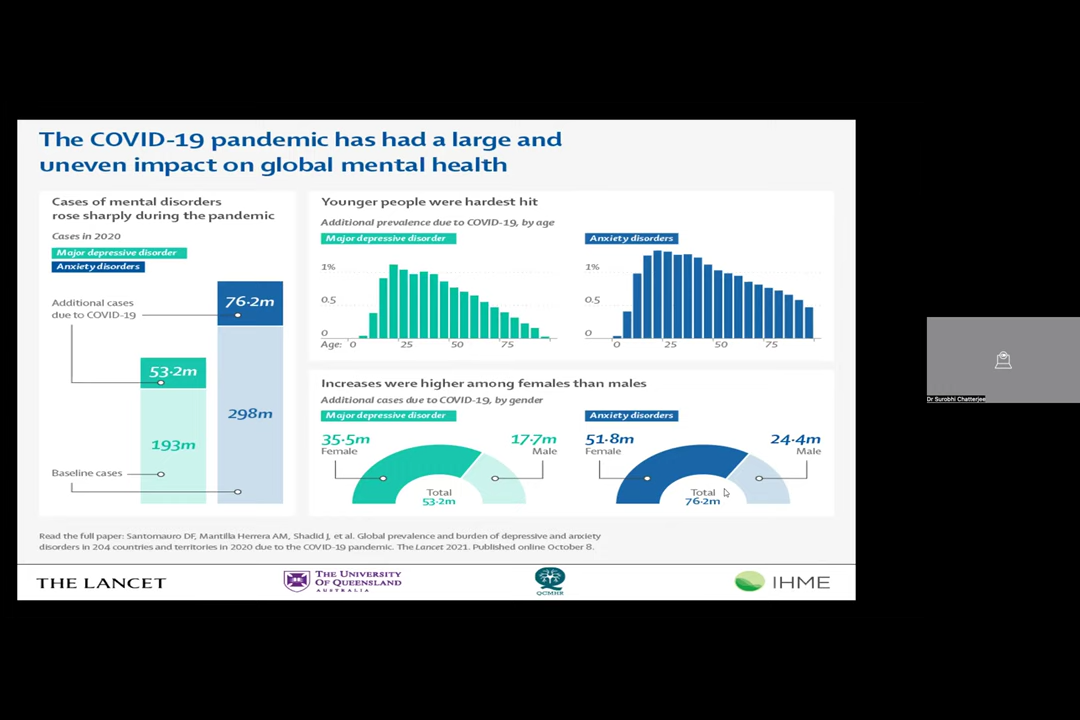 The COVID-19 pandemic has had a large and
uneven impact on global mental health
Cases of mental disorders
rose sharply during the pandemic
Cases in 2020
Major depressive disorder
Anxiety disorders
Additional cases
due to COVID-19
76·2m
53·2m
298m
193m
Baseline cases
Younger people were hardest hit
Additional prevalence due to COVID-19, by age
Major depressive disorder
1%
0.5
0
Age: 0 25 50 75
Anxiety disorders
1%
0.5
0
0 25 50 75
Increases were higher among females than males
Additional cases due to COVID-19, by gender
Major depressive disorder
35·5m
Female
17·7m
Male
Total
53·2m
Anxiety disorders
51·8m
Female
24·4m
Male
Total
76·2m
Read the full paper: Santomauro DF, Mantilla Herrera AM, Shadid J, et al. Global prevalence and burden of depressive and anxiety
disorders in 204 countries and territories in 2020 due to the COVID-19 pandemic. The Lancet 2021. Published online October 8.
THE LANCET
THE UNIVERSITY
OF QUEENSLAND
AUSTRALIA
QCMHR
IHME
Dr Surobhi Chatterjee